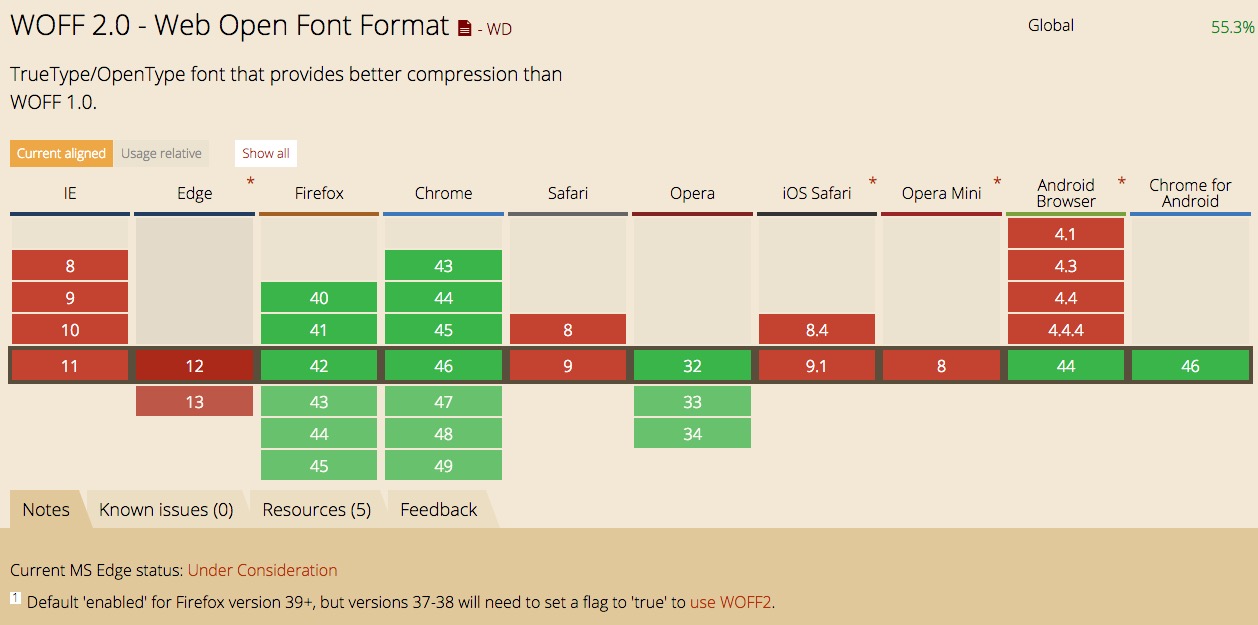 WOFF 2.0 - Web Open Font Format - WD
Global 55.3%
TrueType/OpenType font that provides better compression than
WOFF 1.0.
Current aligned Usage relative Show all
IE Edge * Firefox Chrome Safari Opera iOS Safari * Opera Mini * Android Browser * Chrome for Android
4.1
8 43 4.3
9 40 44 4.4
10 41 45 8 8.4 4.4.4
11 12 42 46 9 32 9.1 8 44 46
13 43 47 33
44 48 34
45 49
Notes Known issues (0) Resources (5) Feedback
Current MS Edge status: Under Consideration
1 Default 'enabled' for Firefox version 39+, but versions 37-38 will need to set a flag to 'true' to use WOFF2.